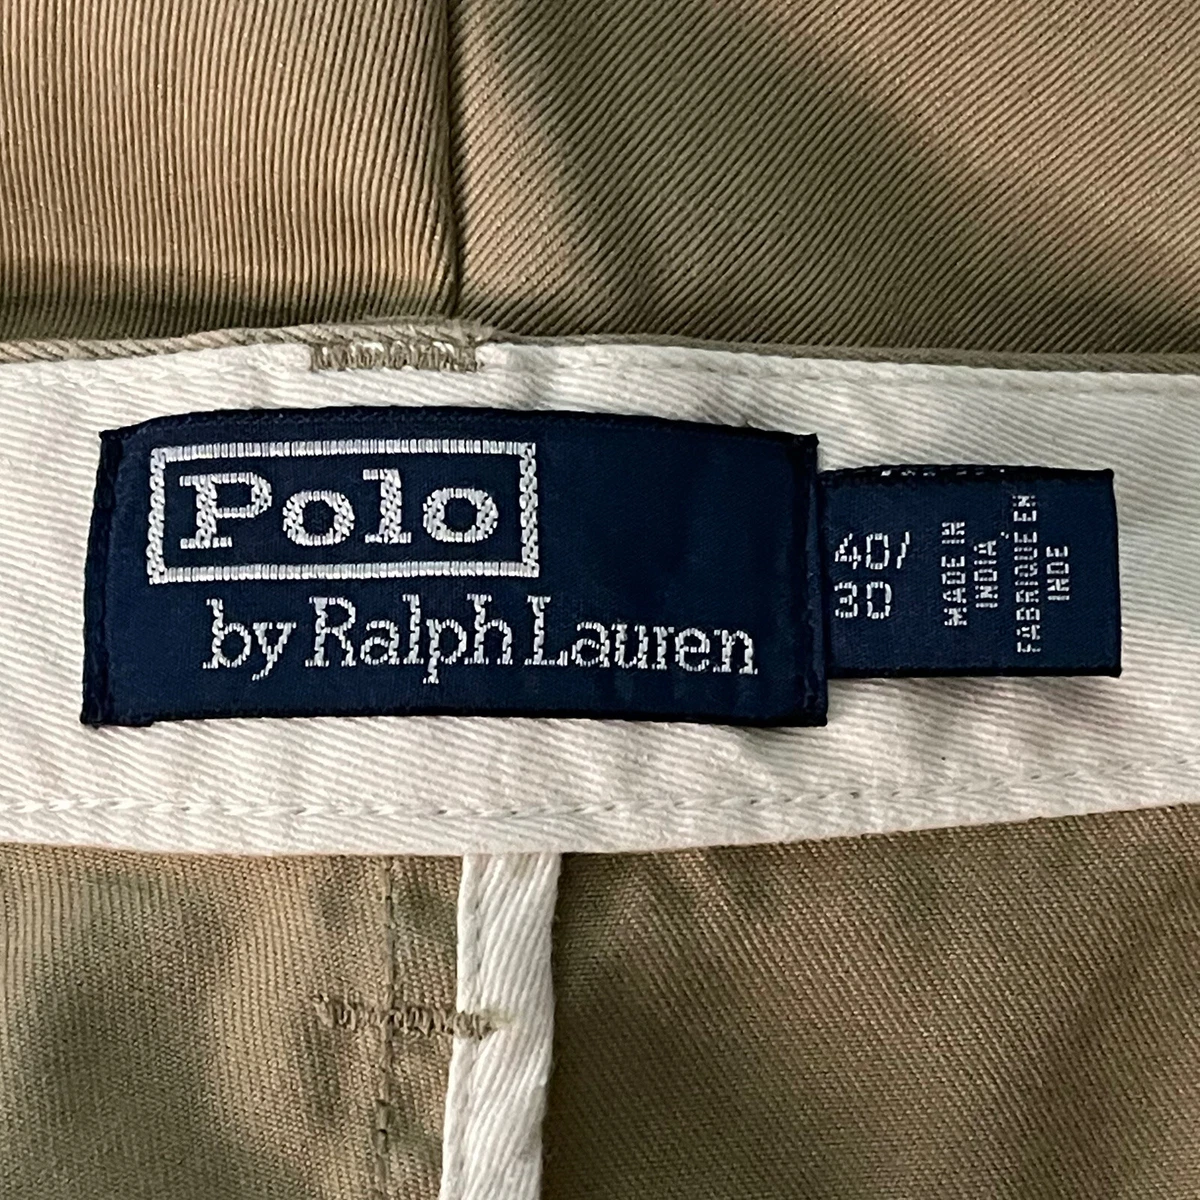 Polo
by Ralph Lauren
40/
30
MADE IN
INDIA
FABRIQUE EN
INDE